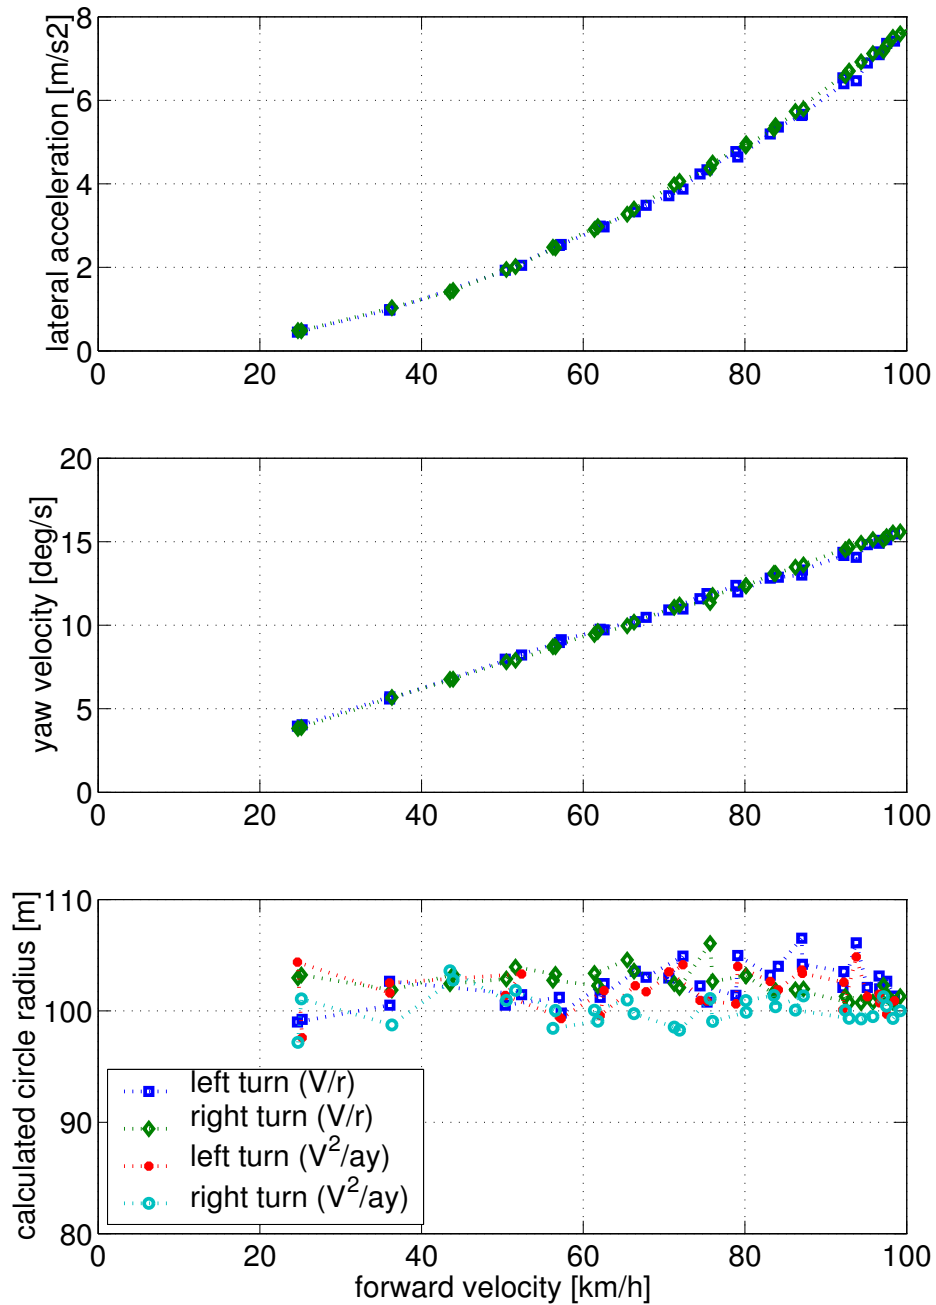 lateral acceleration [m/s2]
8
6
4
2
0
0 20 40 60 80 100
yaw velocity [deg/s]
20
15
10
5
0
0 20 40 60 80 100
calculated circle radius [m]
110
100
90
80
left turn (V/r)
right turn (V/r)
left turn (V²/ay)
right turn (V²/ay)
0 20 40 60 80 100
forward velocity [km/h]